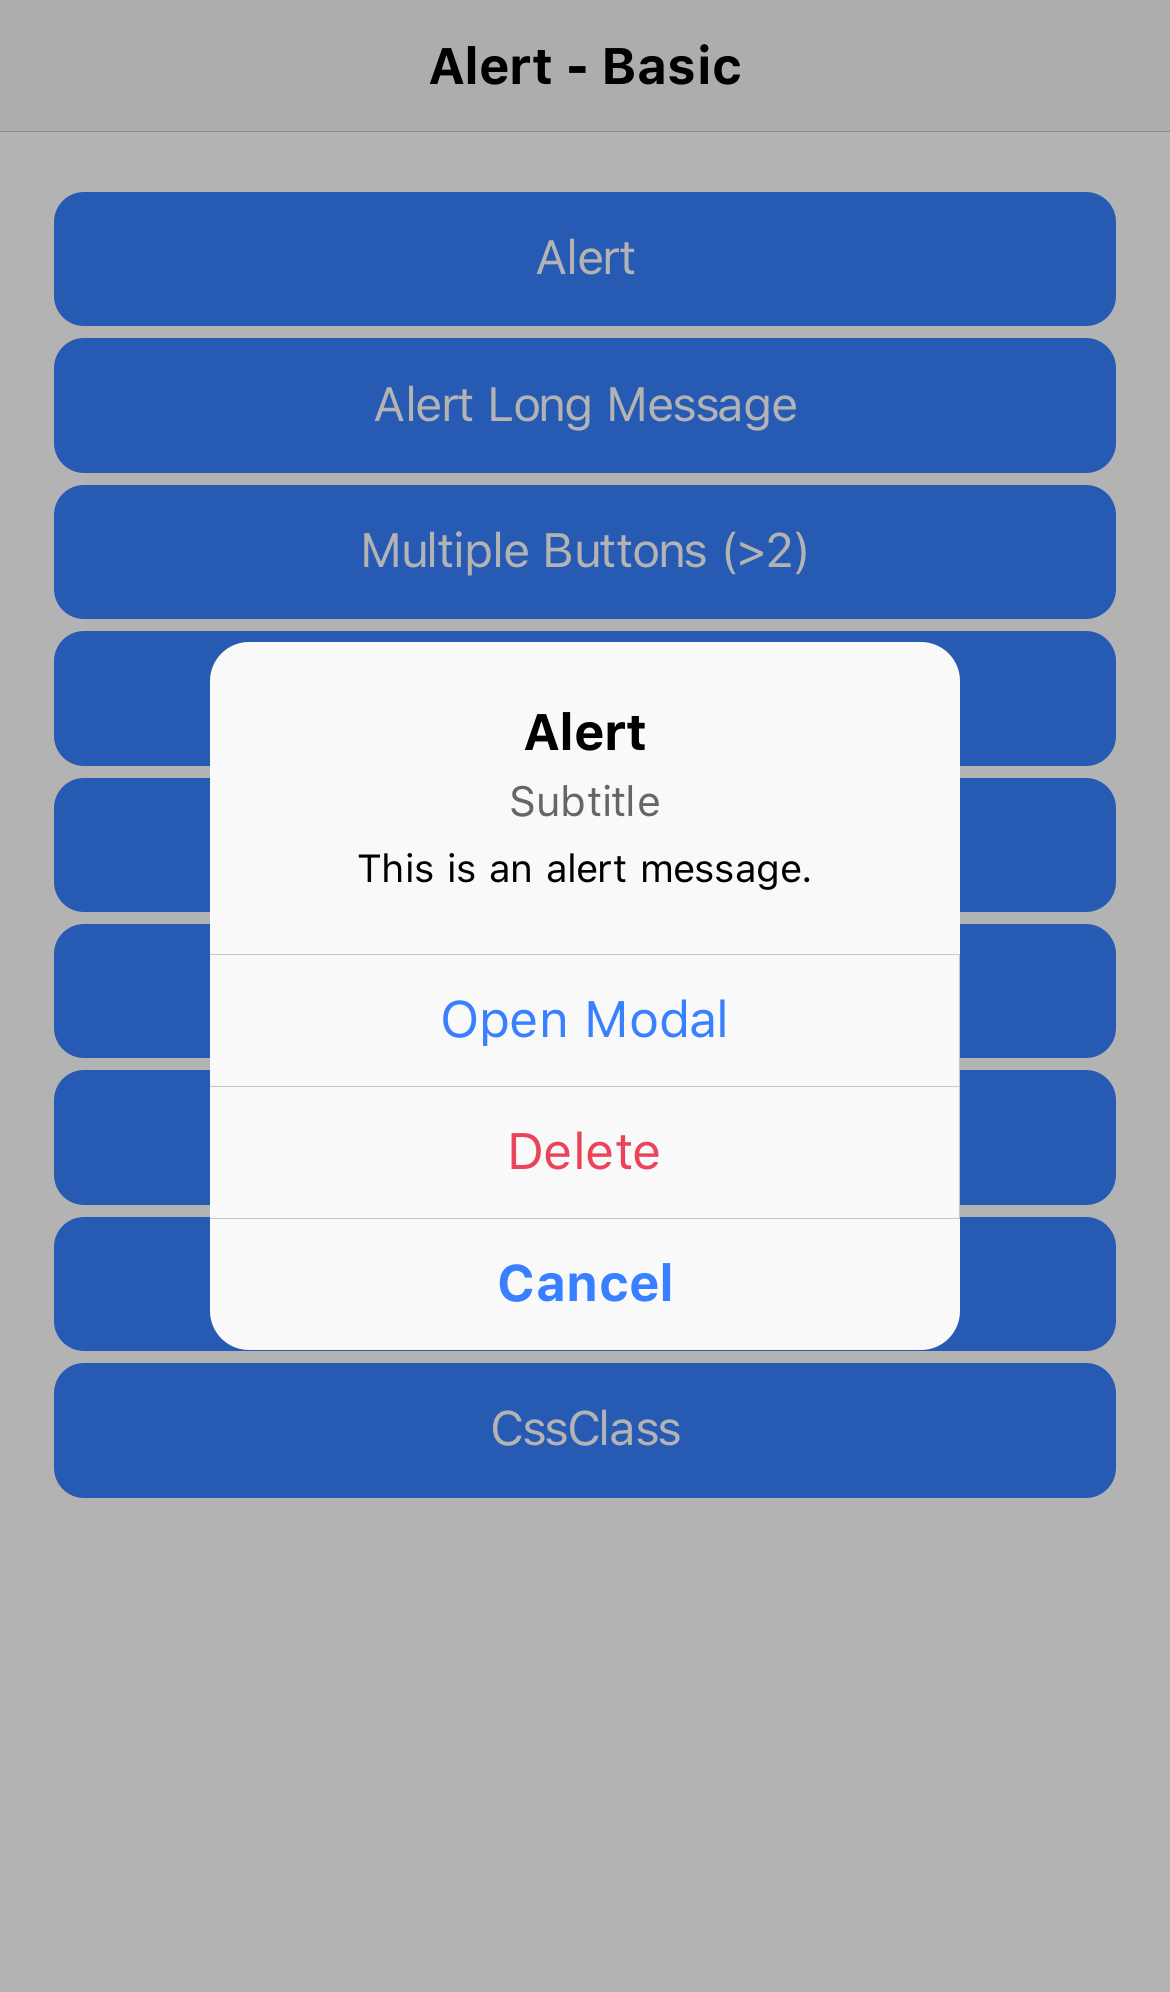 Alert - Basic
Alert
Alert Long Message
Multiple Buttons (>2)
Alert
Subtitle
This is an alert message.
Open Modal
Delete
Cancel
CssClass